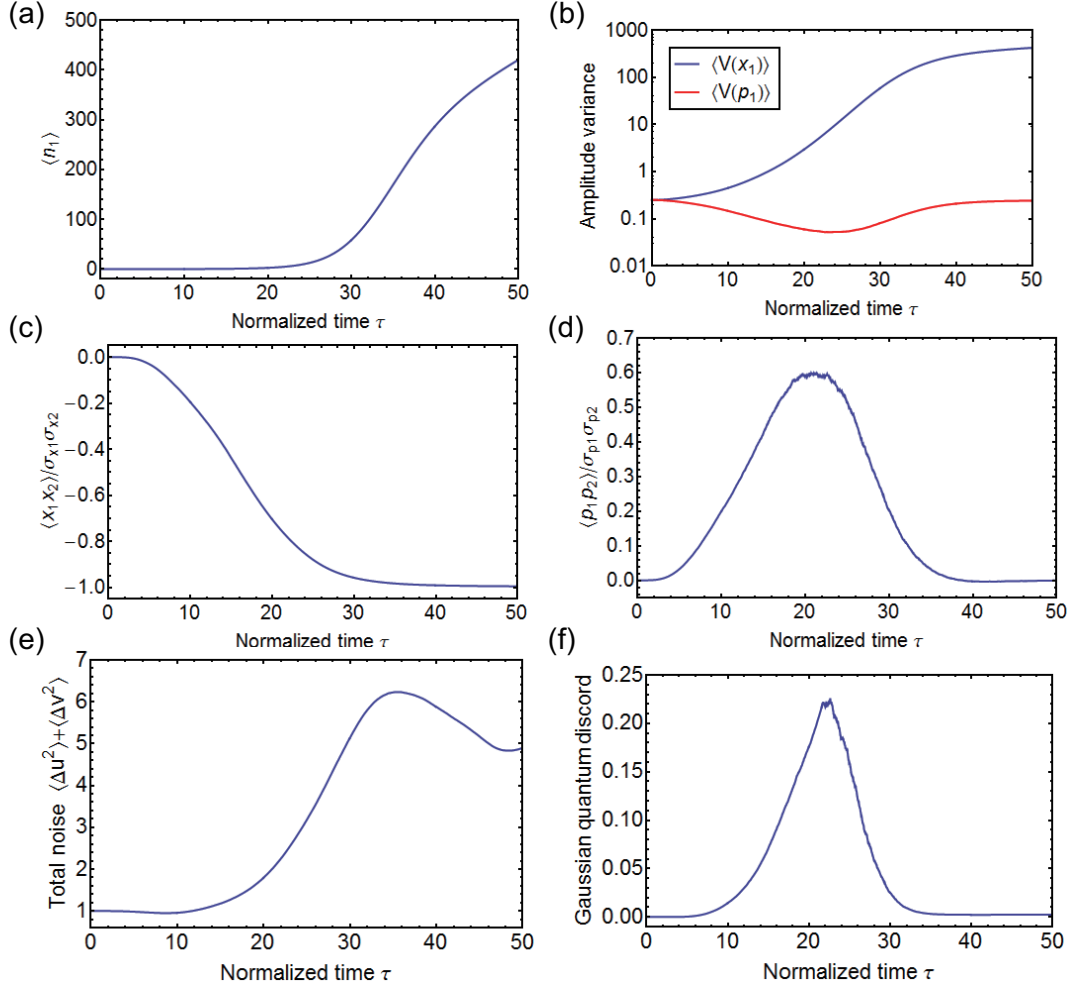 (a)
500
400
300
200
100
0
⟨n1⟩
0 10 20 30 40 50
Normalized time τ
(b)
1000
100
10
1
0.1
0.01
Amplitude variance
⟨V(x1)⟩
⟨V(p1)⟩
0 10 20 30 40 50
Normalized time τ
(c)
0.0
−0.2
−0.4
−0.6
−0.8
−1.0
⟨x1x2⟩/σx1σx2
0 10 20 30 40 50
Normalized time τ
(d)
0.7
0.6
0.5
0.4
0.3
0.2
0.1
0.0
⟨p1p2⟩/σp1σp2
0 10 20 30 40 50
Normalized time τ
(e)
7
6
5
4
3
2
1
Total noise ⟨Δu²⟩+⟨Δv²⟩
0 10 20 30 40 50
Normalized time τ
(f)
0.25
0.20
0.15
0.10
0.05
0.00
Gaussian quantum discord
0 10 20 30 40 50
Normalized time τ